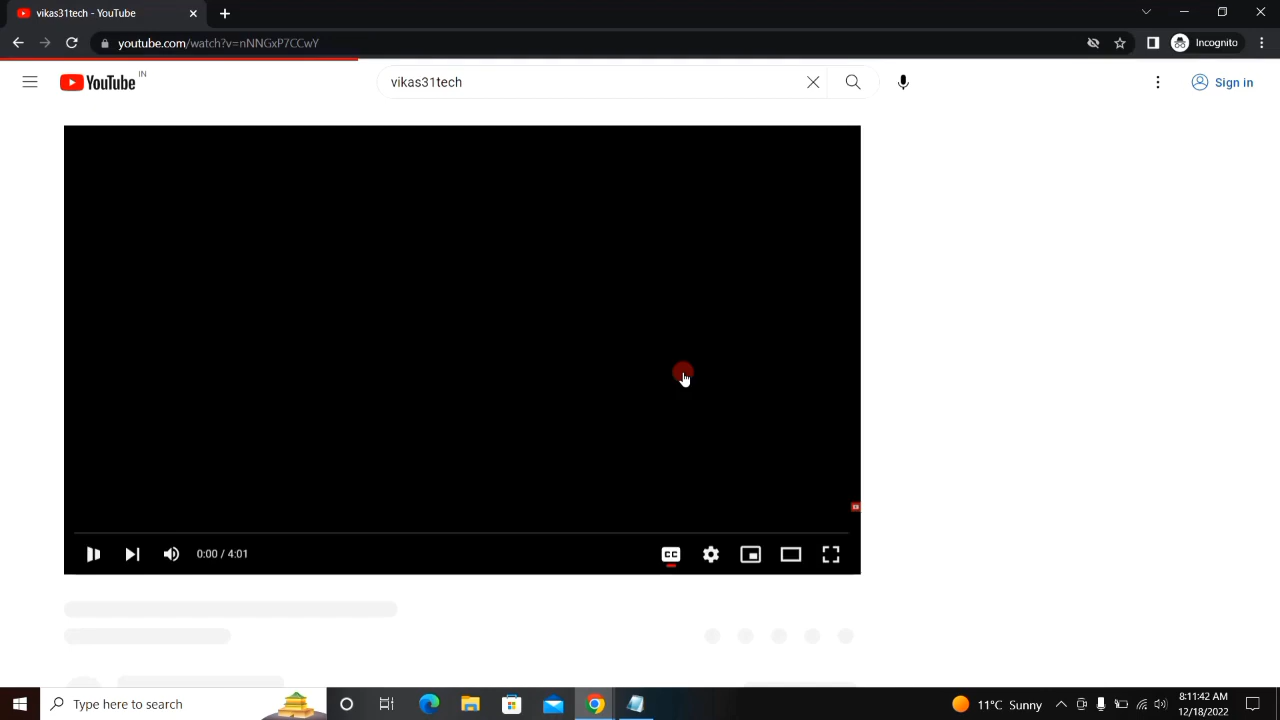 vikas31tech - YouTube
youtube.com/watch?v=nNNGxP7CCwY
Incognito
YouTube IN
vikas31tech
Sign in
0:00 / 4:01
CC
Type here to search
11°C Sunny
8:11:42 AM
12/18/2022